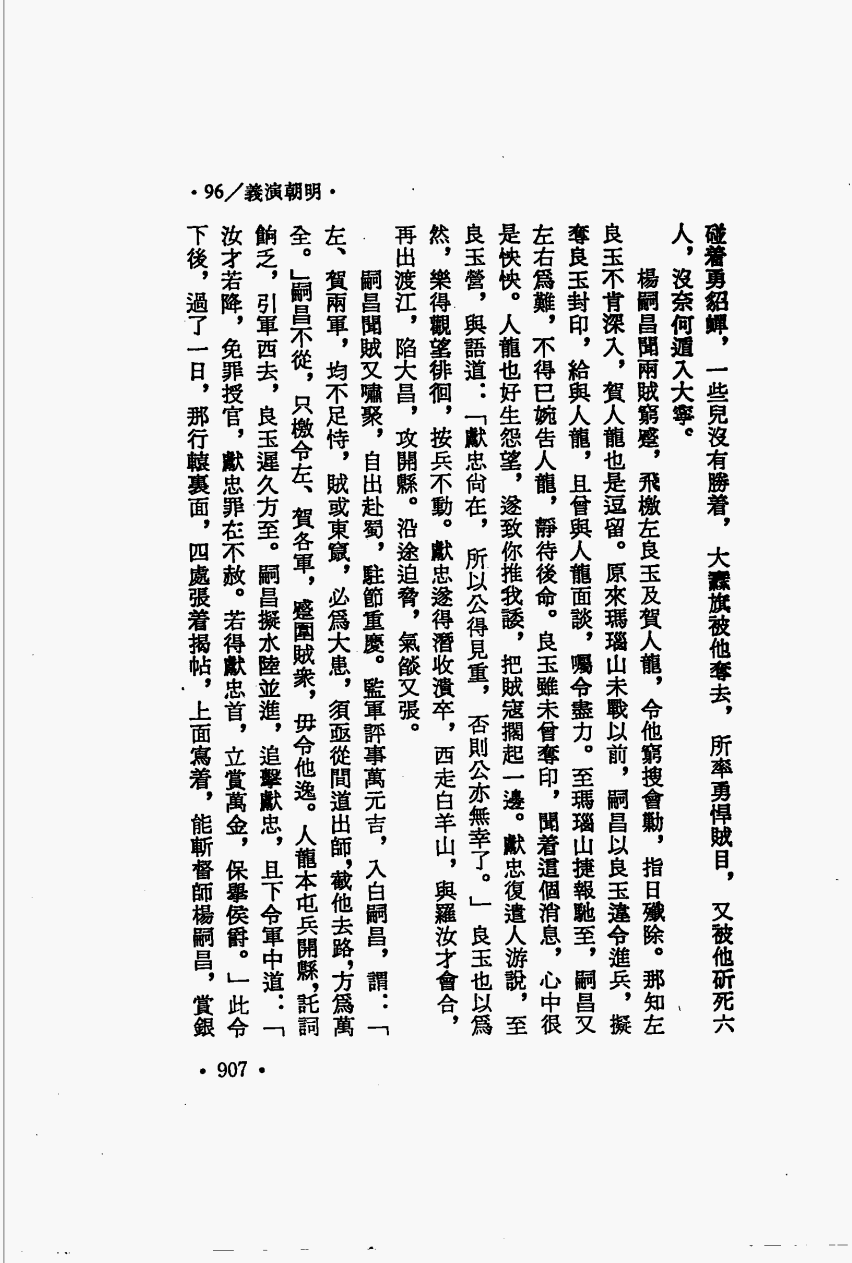 •96／義演朝明•
碰着勇貂蟬，一些兒沒有勝着，大纛旗被他奪去，所率勇悍賊目，又被他斫死六
人，沒奈何遁入大寧。
楊嗣昌聞兩賊窮蹙，飛檄左良玉及賀人龍，令他窮搜會勦，指日殲除。那知左
良玉不肯深入，賀人龍也是逗留。原來瑪瑙山未戰以前，嗣昌以良玉違令進兵，擬
奪良玉封印，給與人龍，且曾與人龍面談，囑令盡力。至瑪瑙山捷報馳至，嗣昌又
左右爲難，不得已婉告人龍，靜待後命。良玉雖未曾奪印，聞着這個消息，心中很
是怏怏。人龍也好生怨望，遂致你推我諉，把賊寇擱起一邊。獻忠復遣人游說，至
良玉營，與語道：「獻忠尙在，所以公得見重，否則公亦無幸了。」良玉也以爲
然，樂得觀望徘徊，按兵不動。獻忠遂得潛收潰卒，西走白羊山，與羅汝才會合，
再出渡江，陷大昌，攻開縣。沿途迫脅，氣燄又張。
嗣昌聞賊又嘯聚，自出赴蜀，駐節重慶。監軍評事萬元吉，入白嗣昌，謂：「
左、賀兩軍，均不足恃，賊或東竄，必爲大患，須亟從間道出師，截他去路，方爲萬
全。」嗣昌不從，只檄令左、賀各軍，蹙圍賊衆，毋令他逸。人龍本屯兵開縣，託詞
餉乏，引軍西去，良玉遲久方至。嗣昌擬水陸並進，追擊獻忠，且下令軍中道：「
汝才若降，免罪授官，獻忠罪在不赦。若得獻忠首，立賞萬金，保擧侯爵。」此令
下後，過了一日，那行轅裏面，四處張着揭帖，上面寫着，能斬督師楊嗣昌，賞銀
•907•